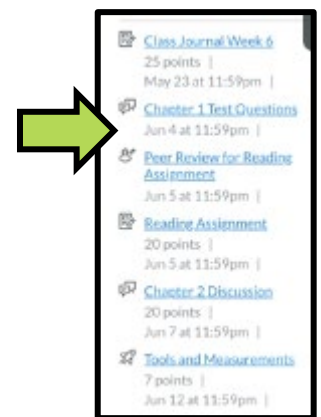 Class Journal Week 6
25 points |
May 23 at 11:59pm |
Chapter 1 Test Questions
Jun 4 at 11:59pm |
Peer Review for Reading
Assignment
Jun 5 at 11:59pm |
Reading Assignment
20 points |
Jun 5 at 11:59pm |
Chapter 2 Discussion
20 points |
Jun 7 at 11:59pm |
Tools and Measurements
7 points |
Jun 12 at 11:59pm |